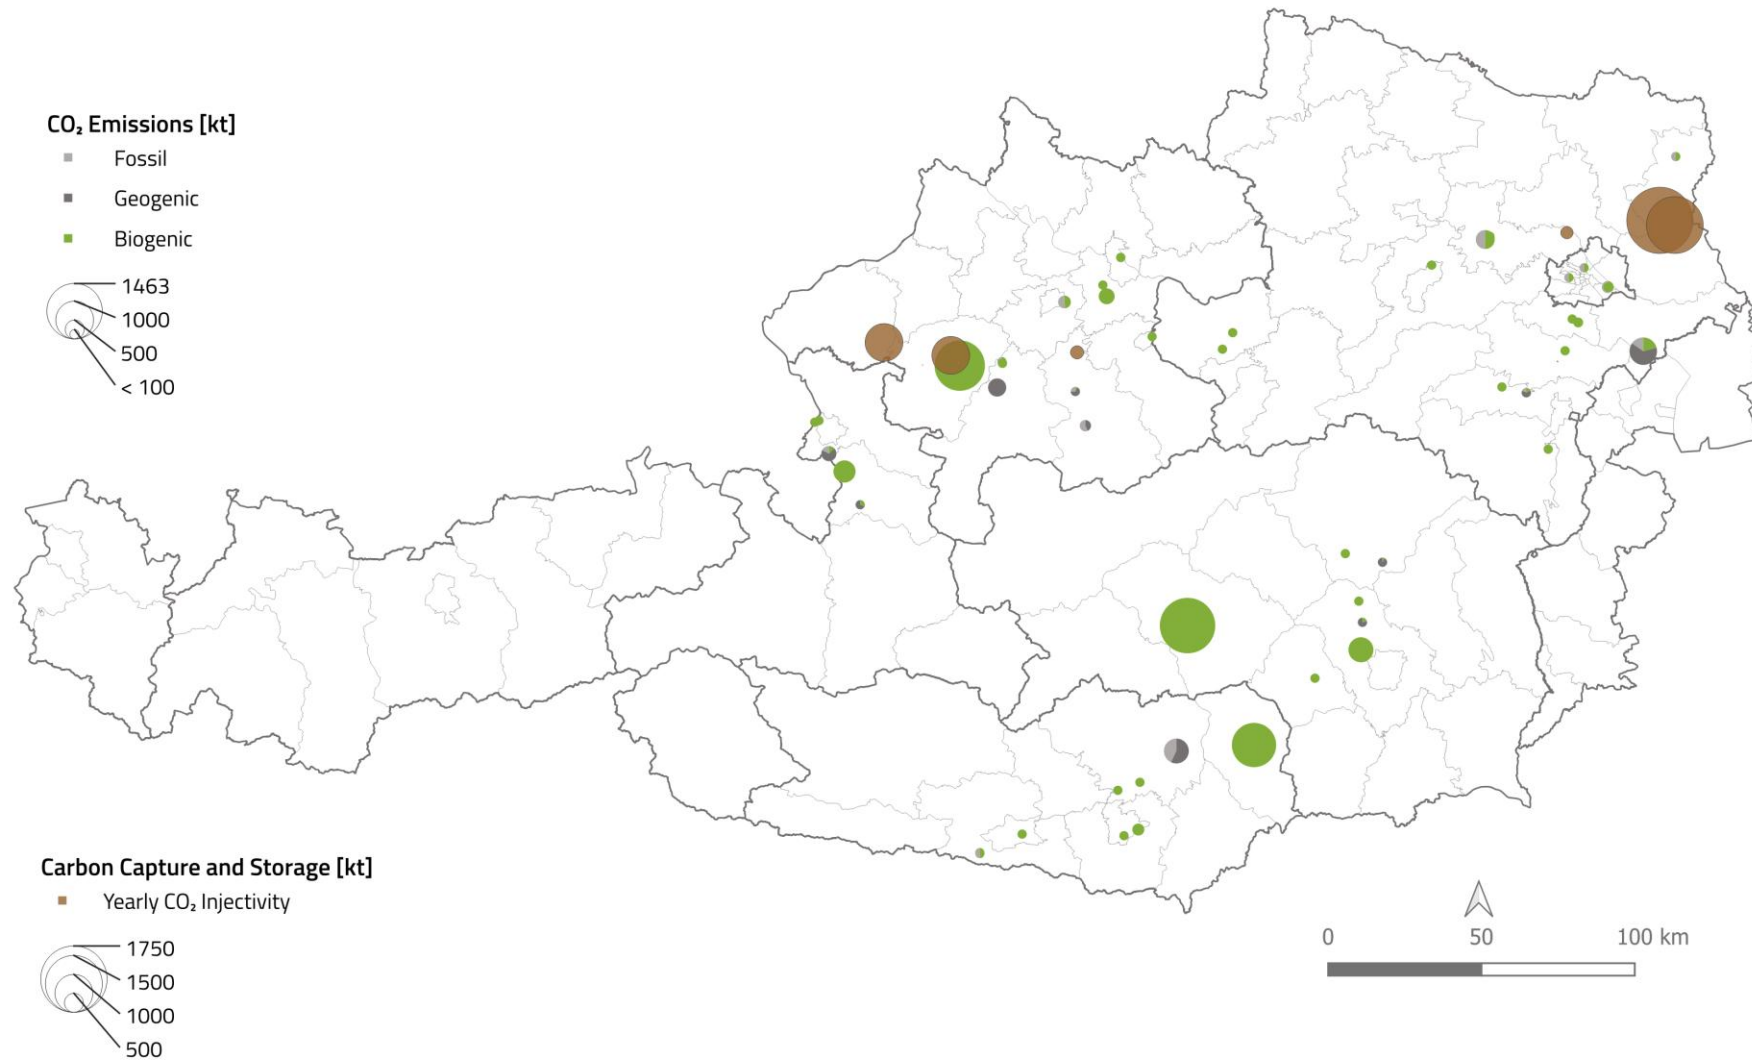 CO₂ Emissions [kt]
Fossil
Geogenic
Biogenic
1463
1000
500
< 100
Carbon Capture and Storage [kt]
Yearly CO₂ Injectivity
1750
1500
1000
500
0 50 100 km